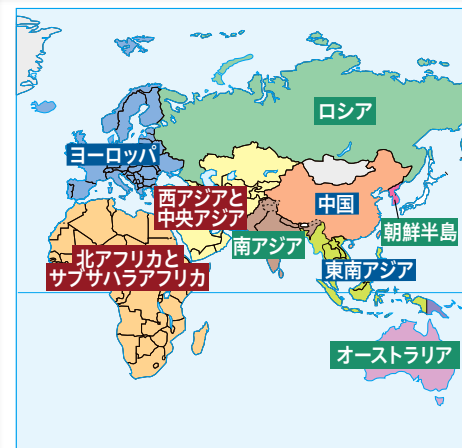 ロシア
ヨーロッパ
西アジアと
中央アジア
中国
朝鮮半島
南アジア
北アフリカと
サブサハラアフリカ
東南アジア
オーストラリア